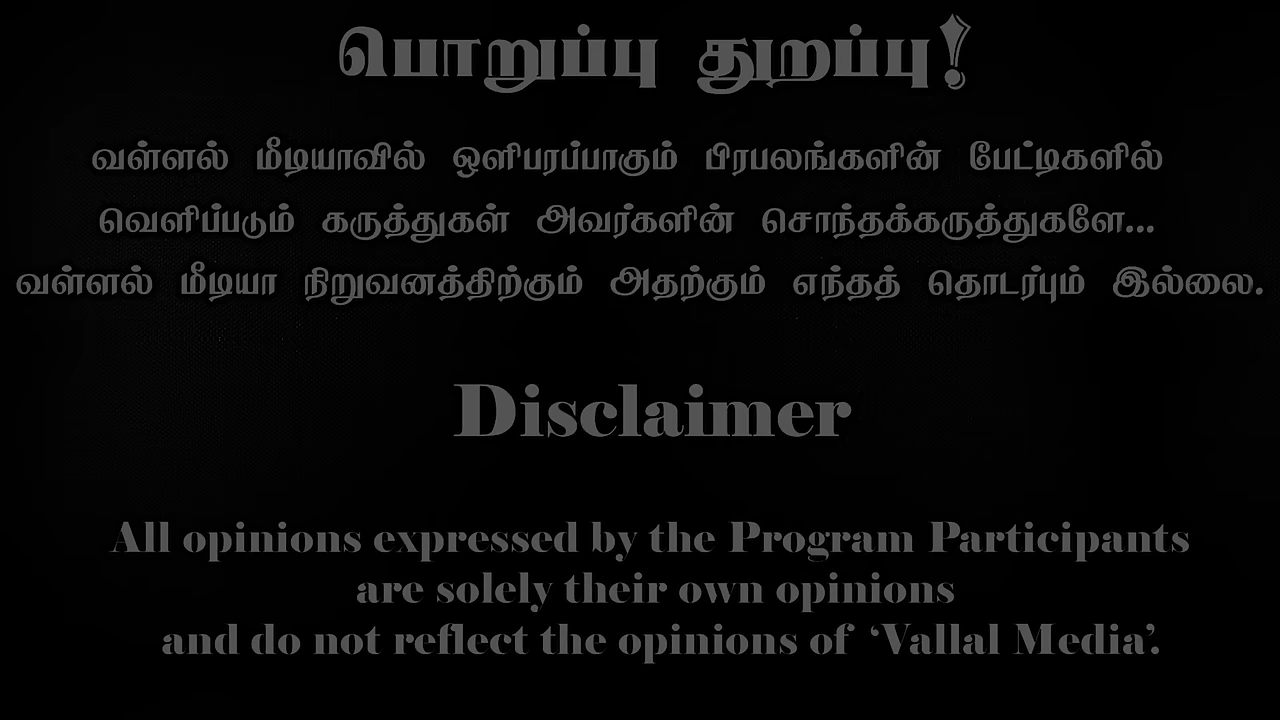 பொறுப்பு துறப்பு!
வள்ளல் மீடியாவில் ஒளிபரப்பாகும் பிரபலங்களின் பேட்டிகளில்
வெளிப்படும் கருத்துகள் அவர்களின் சொந்தக்கருத்துகளே...
வள்ளல் மீடியா நிறுவனத்திற்கும் அதற்கும் எந்தத் தொடர்பும் இல்லை.
Disclaimer
All opinions expressed by the Program Participants
are solely their own opinions
and do not reflect the opinions of ‘Vallal Media’.